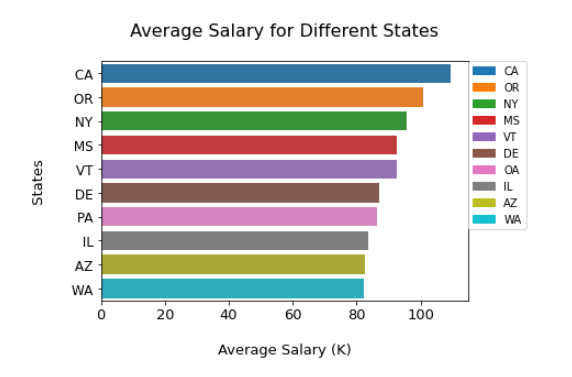 Average Salary for Different States
States
CA
OR
NY
MS
VT
DE
PA
IL
AZ
WA
0 20 40 60 80 100
Average Salary (K)
CA
OR
NY
MS
VT
DE
OA
IL
AZ
WA